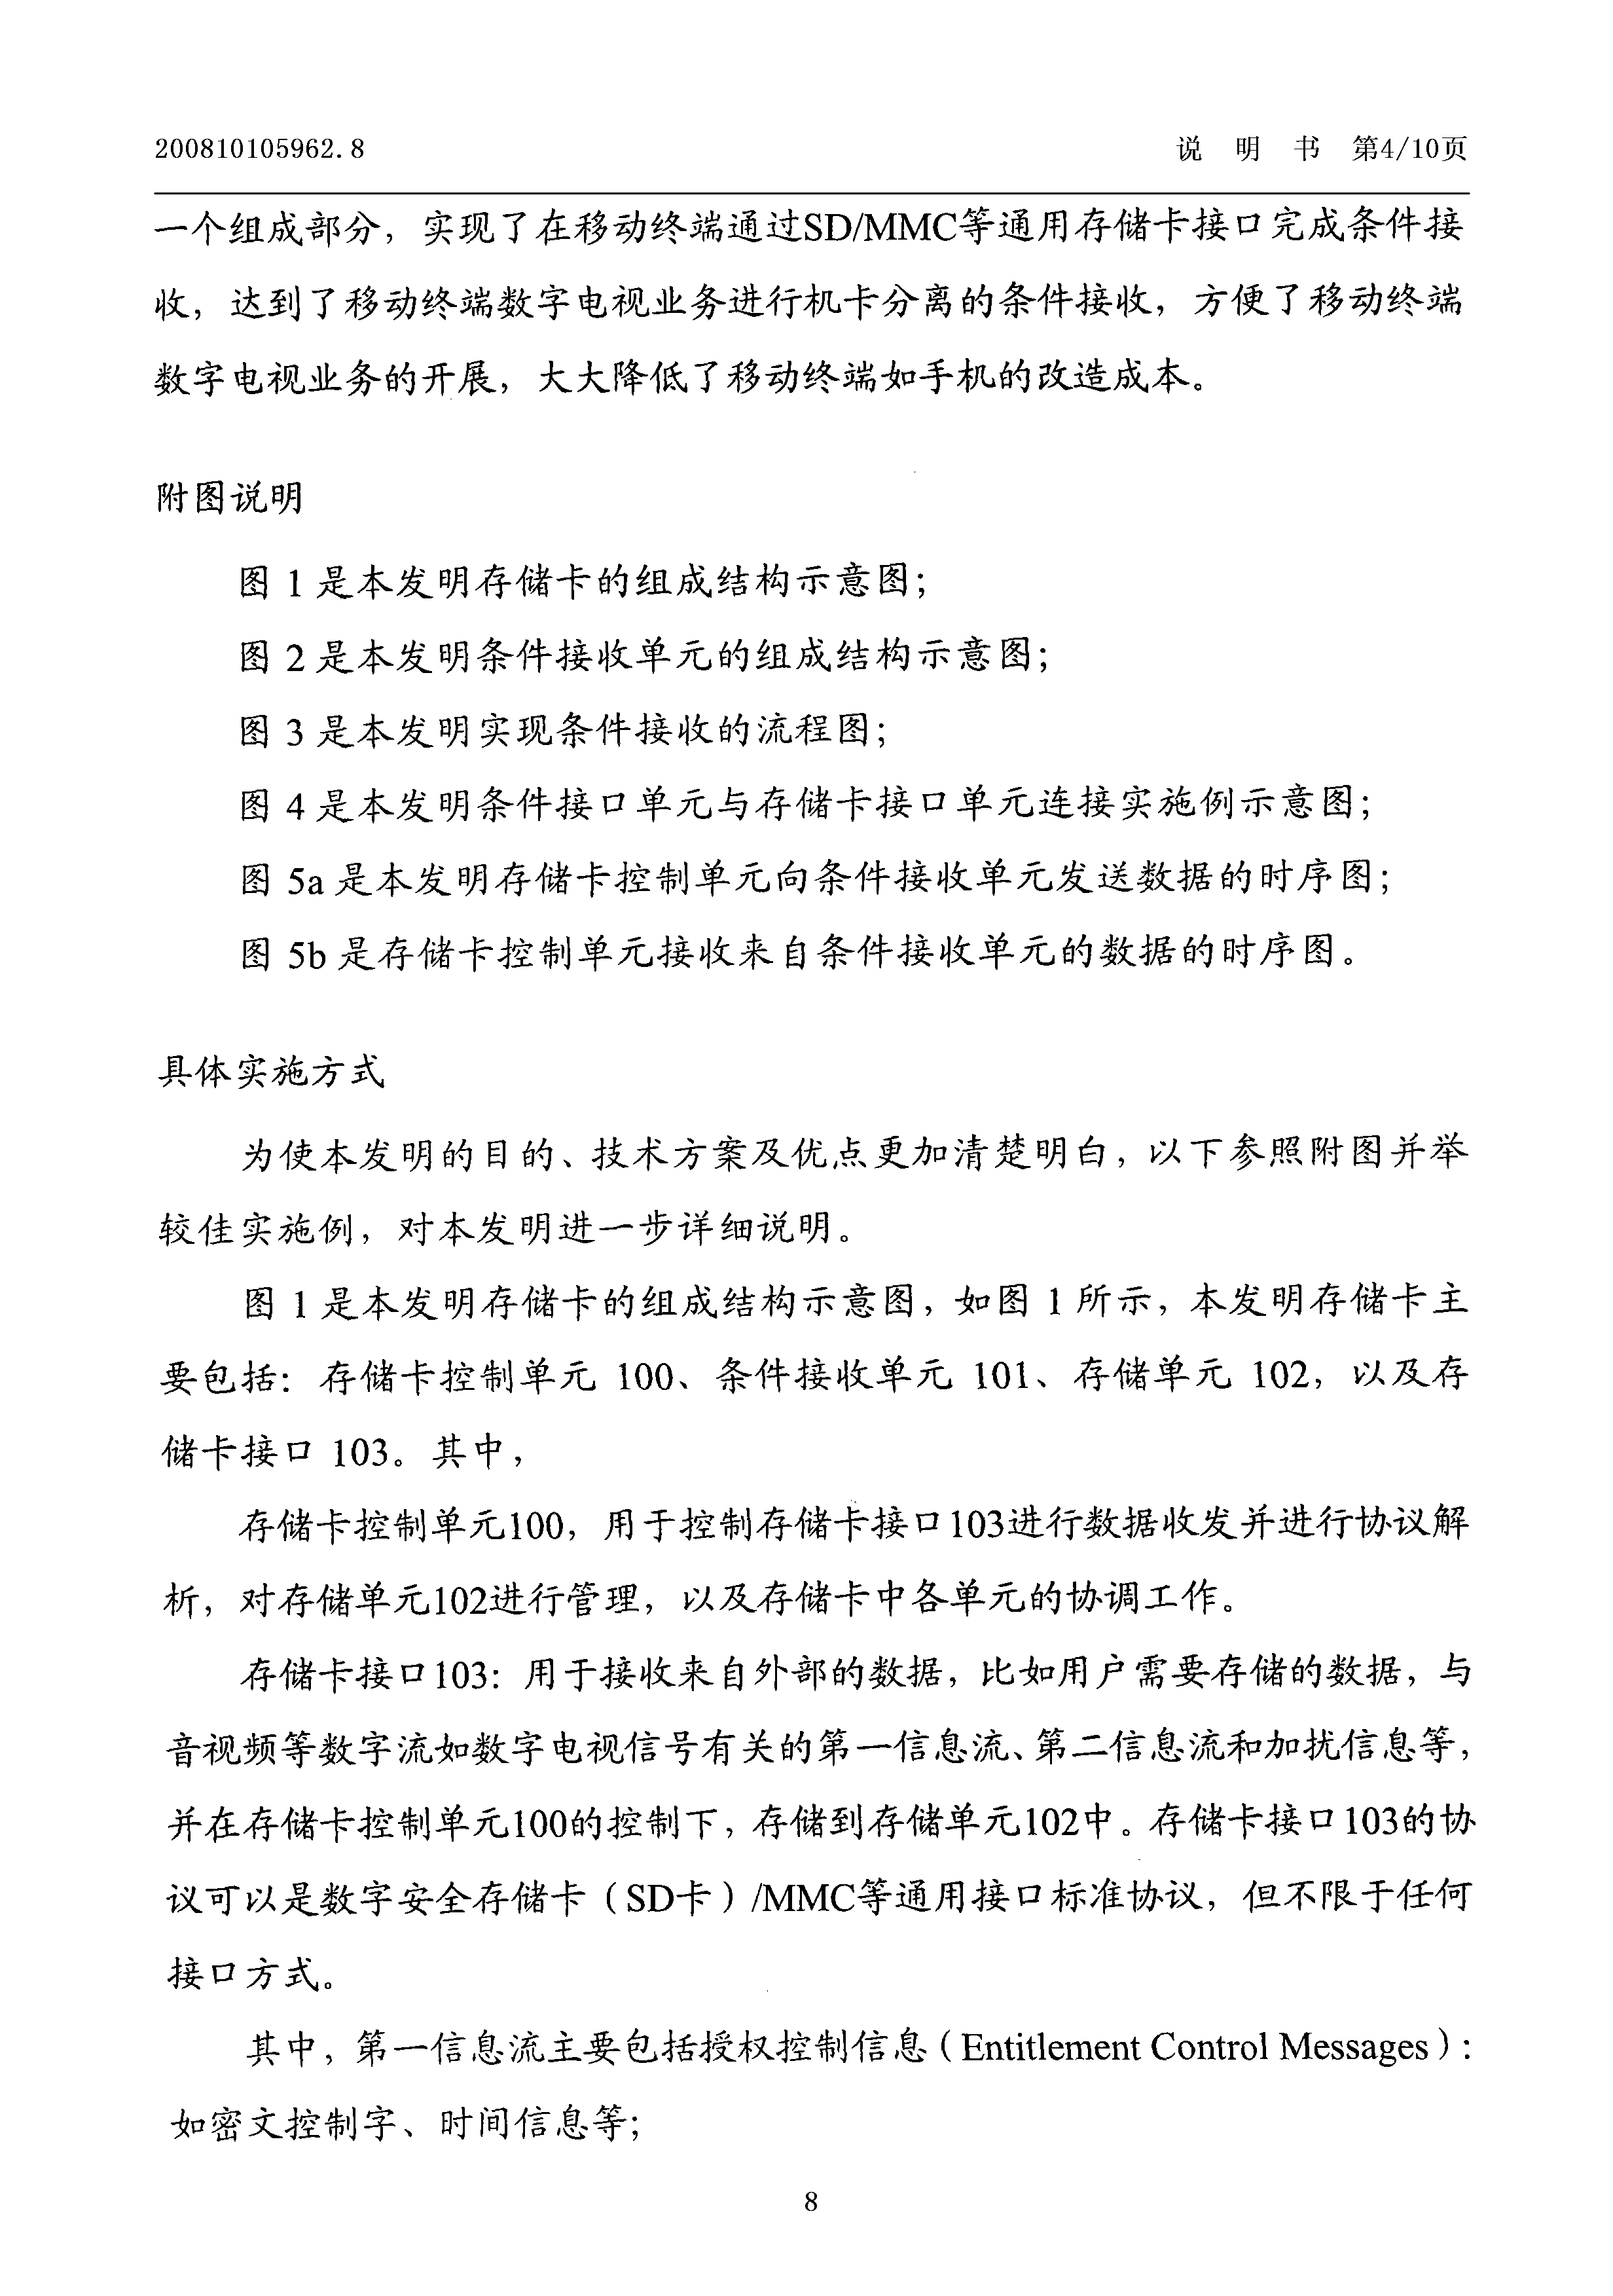 200810105962.8
说 明 书 第4/10页
一个组成部分，实现了在移动终端通过SD/MMC等通用存储卡接口完成条件接
收，达到了移动终端数字电视业务进行机卡分离的条件接收，方便了移动终端
数字电视业务的开展，大大降低了移动终端如手机的改造成本。
附图说明
图 1 是本发明存储卡的组成结构示意图；
图 2 是本发明条件接收单元的组成结构示意图；
图 3 是本发明实现条件接收的流程图；
图 4 是本发明条件接口单元与存储卡接口单元连接实施例示意图；
图 5a 是本发明存储卡控制单元向条件接收单元发送数据的时序图；
图 5b 是存储卡控制单元接收来自条件接收单元的数据的时序图。
具体实施方式
为使本发明的目的、技术方案及优点更加清楚明白，以下参照附图并举
较佳实施例，对本发明进一步详细说明。
图 1 是本发明存储卡的组成结构示意图，如图 1 所示，本发明存储卡主
要包括：存储卡控制单元 100、条件接收单元 101、存储单元 102，以及存
储卡接口 103。其中，
存储卡控制单元100，用于控制存储卡接口103进行数据收发并进行协议解
析，对存储单元102进行管理，以及存储卡中各单元的协调工作。
存储卡接口103：用于接收来自外部的数据，比如用户需要存储的数据，与
音视频等数字流如数字电视信号有关的第一信息流、第二信息流和加扰信息等，
并在存储卡控制单元100的控制下，存储到存储单元102中。存储卡接口103的协
议可以是数字安全存储卡（SD卡）/MMC等通用接口标准协议，但不限于任何
接口方式。
其中，第一信息流主要包括授权控制信息（Entitlement Control Messages）：
如密文控制字、时间信息等；
8